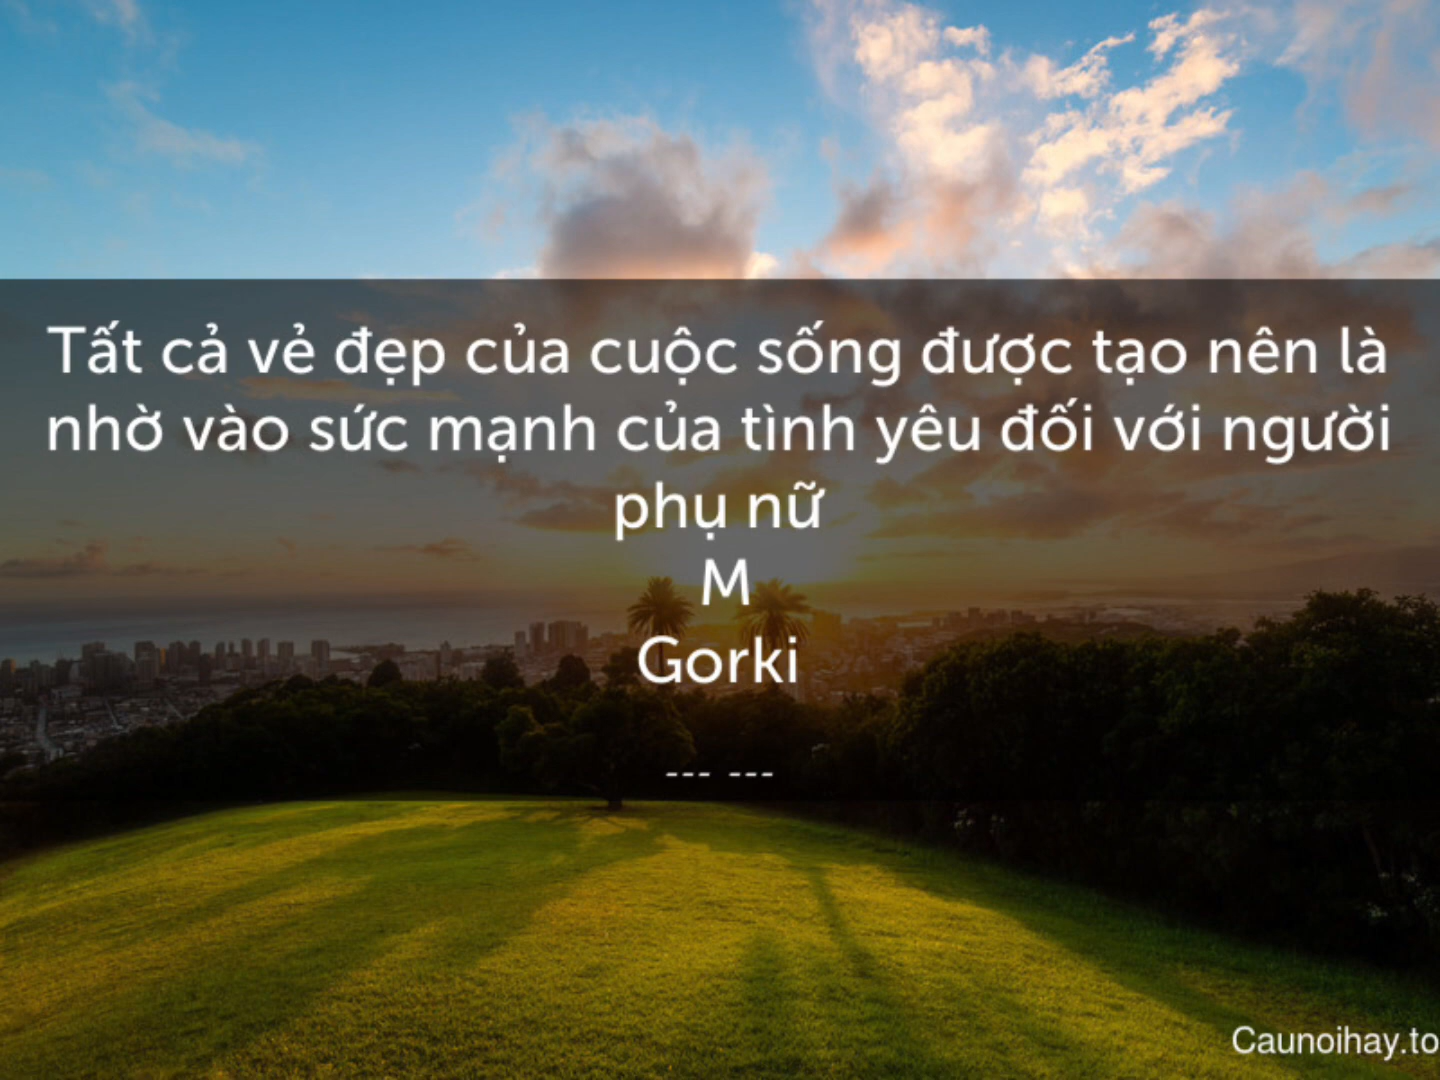 Tất cả vẻ đẹp của cuộc sống được tạo nên là
nhờ vào sức mạnh của tình yêu đối với người
phụ nữ
M
Gorki
--- ---
Caunoihay.to